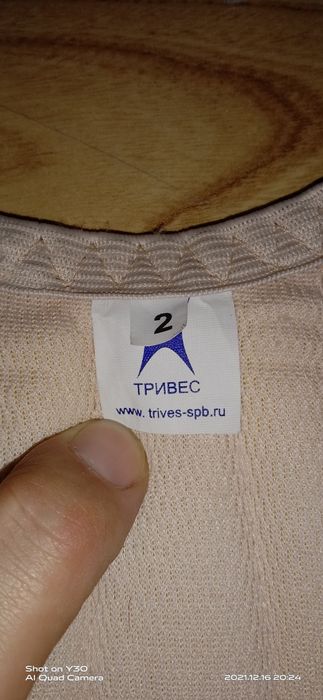 2
ТРИВЕС
www. trives-spb.ru
Shot on Y30
AI Quad Camera
2021.12.16 20:24